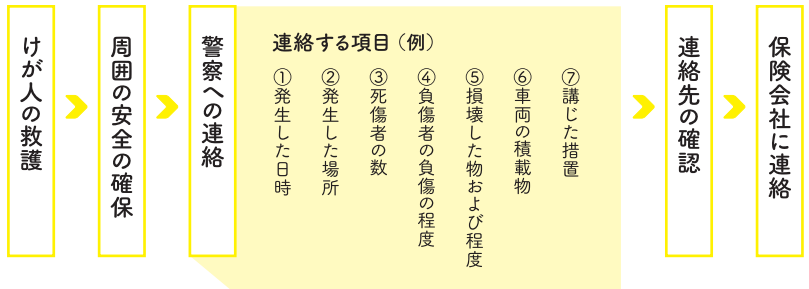 けが人の救護
周囲の安全の確保
警察への連絡
連絡する項目（例）
①発生した日時
②発生した場所
③死傷者の数
④負傷者の負傷の程度
⑤損壊した物および程度
⑥車両の積載物
⑦講じた措置
連絡先の確認
保険会社に連絡